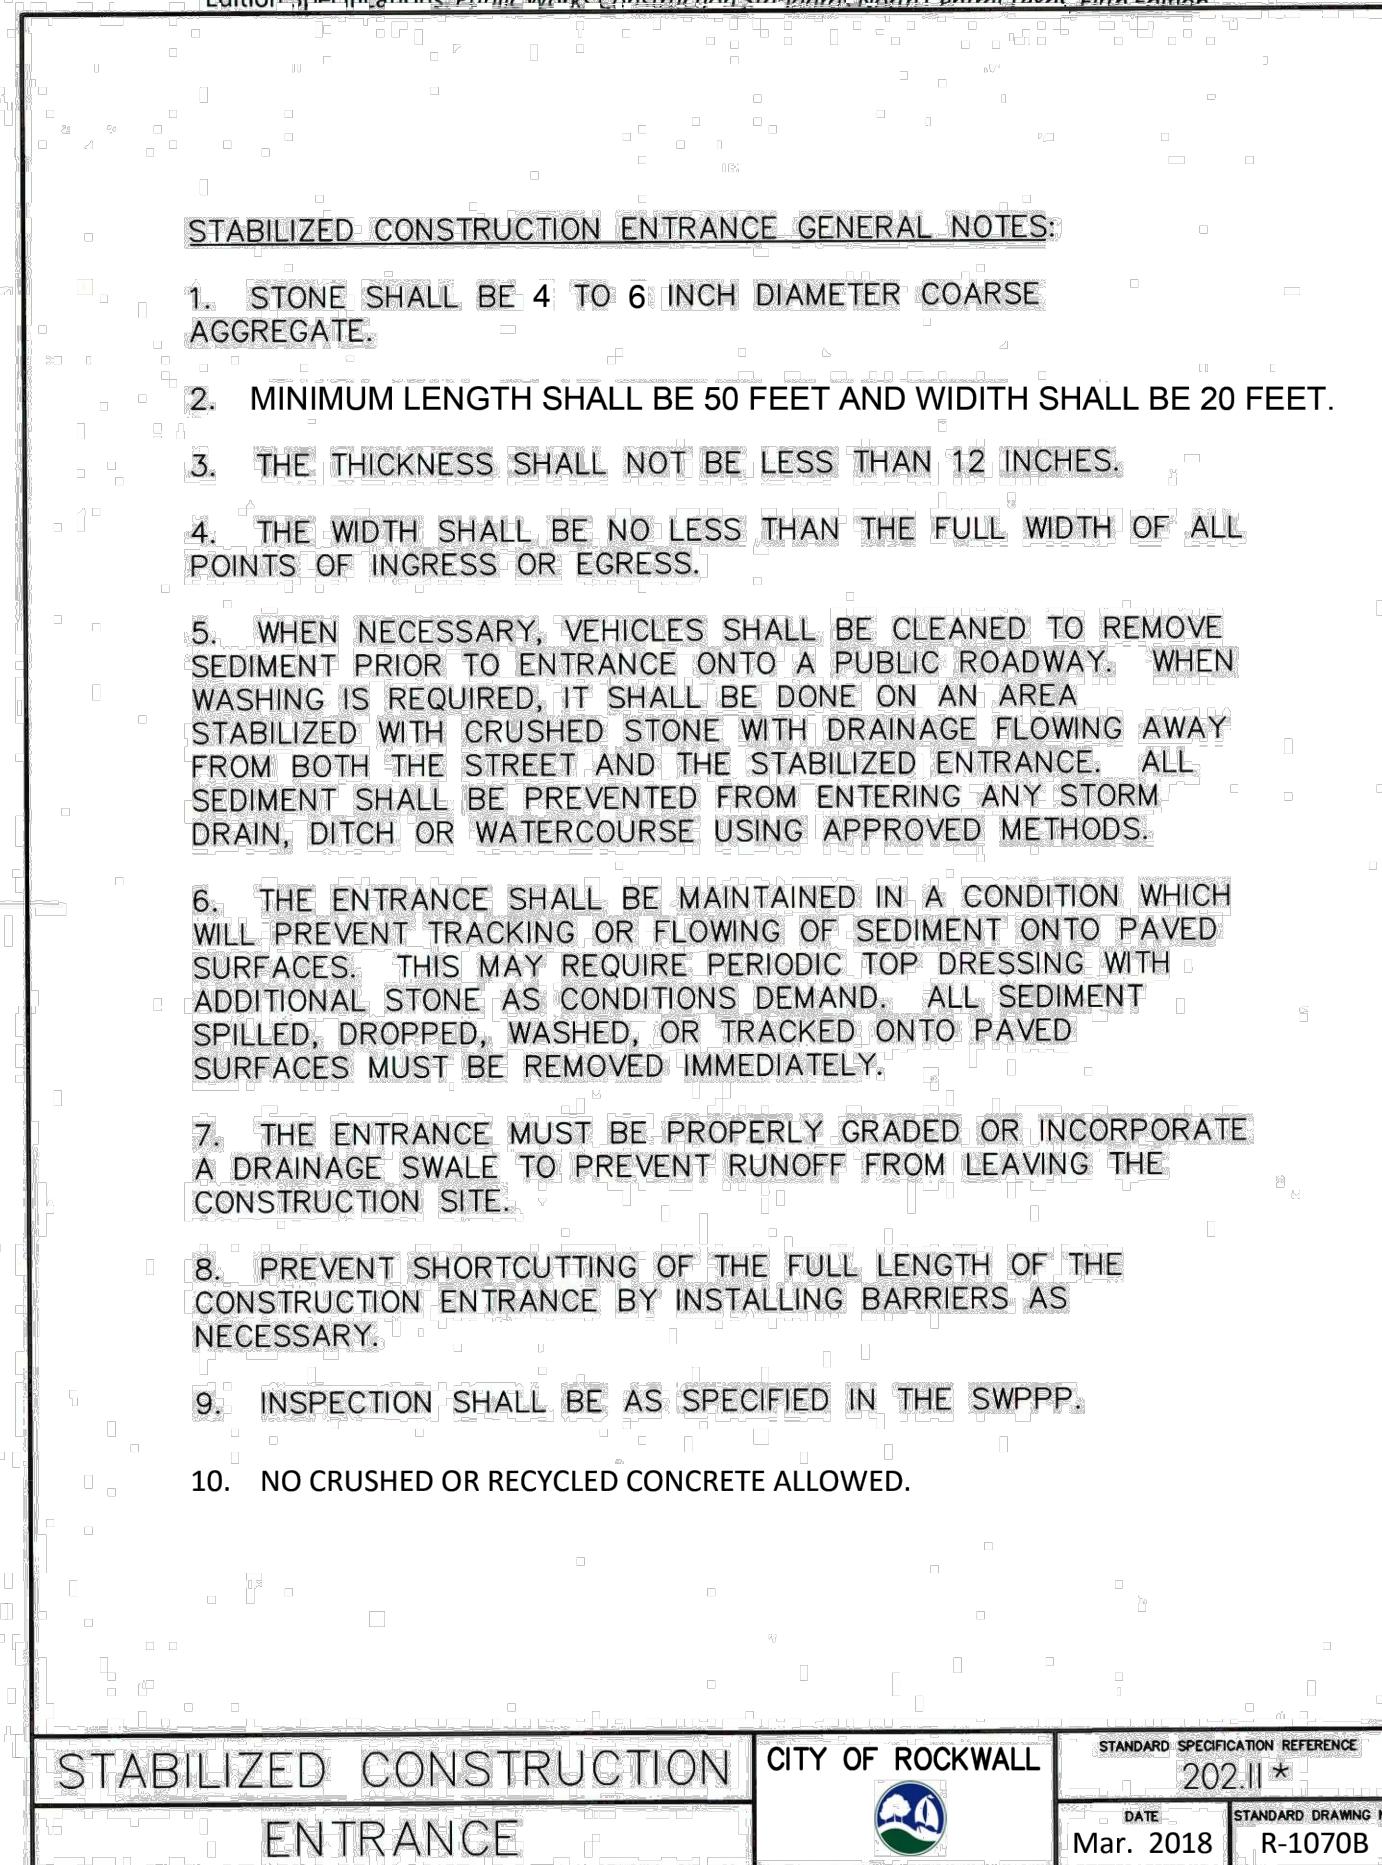 STABILIZED CONSTRUCTION ENTRANCE GENERAL NOTES:
1. STONE SHALL BE 4 TO 6 INCH DIAMETER COARSE
AGGREGATE.
2. MINIMUM LENGTH SHALL BE 50 FEET AND WIDITH SHALL BE 20 FEET.
3. THE THICKNESS SHALL NOT BE LESS THAN 12 INCHES.
4. THE WIDTH SHALL BE NO LESS THAN THE FULL WIDTH OF ALL
POINTS OF INGRESS OR EGRESS.
5. WHEN NECESSARY, VEHICLES SHALL BE CLEANED TO REMOVE
SEDIMENT PRIOR TO ENTRANCE ONTO A PUBLIC ROADWAY. WHEN
WASHING IS REQUIRED, IT SHALL BE DONE ON AN AREA
STABILIZED WITH CRUSHED STONE WITH DRAINAGE FLOWING AWAY
FROM BOTH THE STREET AND THE STABILIZED ENTRANCE. ALL
SEDIMENT SHALL BE PREVENTED FROM ENTERING ANY STORM
DRAIN, DITCH OR WATERCOURSE USING APPROVED METHODS.
6. THE ENTRANCE SHALL BE MAINTAINED IN A CONDITION WHICH
WILL PREVENT TRACKING OR FLOWING OF SEDIMENT ONTO PAVED
SURFACES. THIS MAY REQUIRE PERIODIC TOP DRESSING WITH
ADDITIONAL STONE AS CONDITIONS DEMAND. ALL SEDIMENT
SPILLED, DROPPED, WASHED, OR TRACKED ONTO PAVED
SURFACES MUST BE REMOVED IMMEDIATELY.
7. THE ENTRANCE MUST BE PROPERLY GRADED OR INCORPORATE
A DRAINAGE SWALE TO PREVENT RUNOFF FROM LEAVING THE
CONSTRUCTION SITE.
8. PREVENT SHORTCUTTING OF THE FULL LENGTH OF THE
CONSTRUCTION ENTRANCE BY INSTALLING BARRIERS AS
NECESSARY.
9. INSPECTION SHALL BE AS SPECIFIED IN THE SWPPP.
10. NO CRUSHED OR RECYCLED CONCRETE ALLOWED.
STABILIZED CONSTRUCTION
ENTRANCE
CITY OF ROCKWALL
STANDARD SPECIFICATION REFERENCE
202.11 *
DATE
Mar. 2018
STANDARD DRAWING
R-1070B